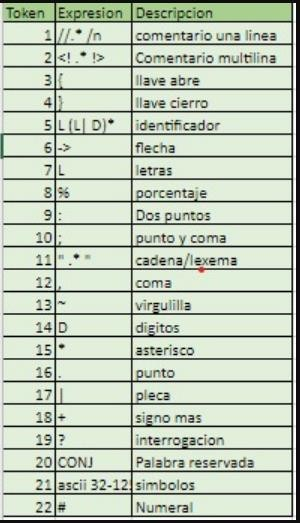 Token Expresion Descripcion
1 //.* /n comentario una linea
2 <! .* !> Comentario multilina
3 { llave abre
4 } llave cierro
5 L (L| D)* identificador
6 -> flecha
7 L letras
8 % porcentaje
9 : Dos puntos
10 ; punto y coma
11 " .* " cadena/lexema
12 , coma
13 ~ virgulilla
14 D digitos
15 * asterisco
16 . punto
17 | pleca
18 + signo mas
19 ? interrogacion
20 CONJ Palabra reservada
21 ascii 32-12 simbolos
22 # Numeral